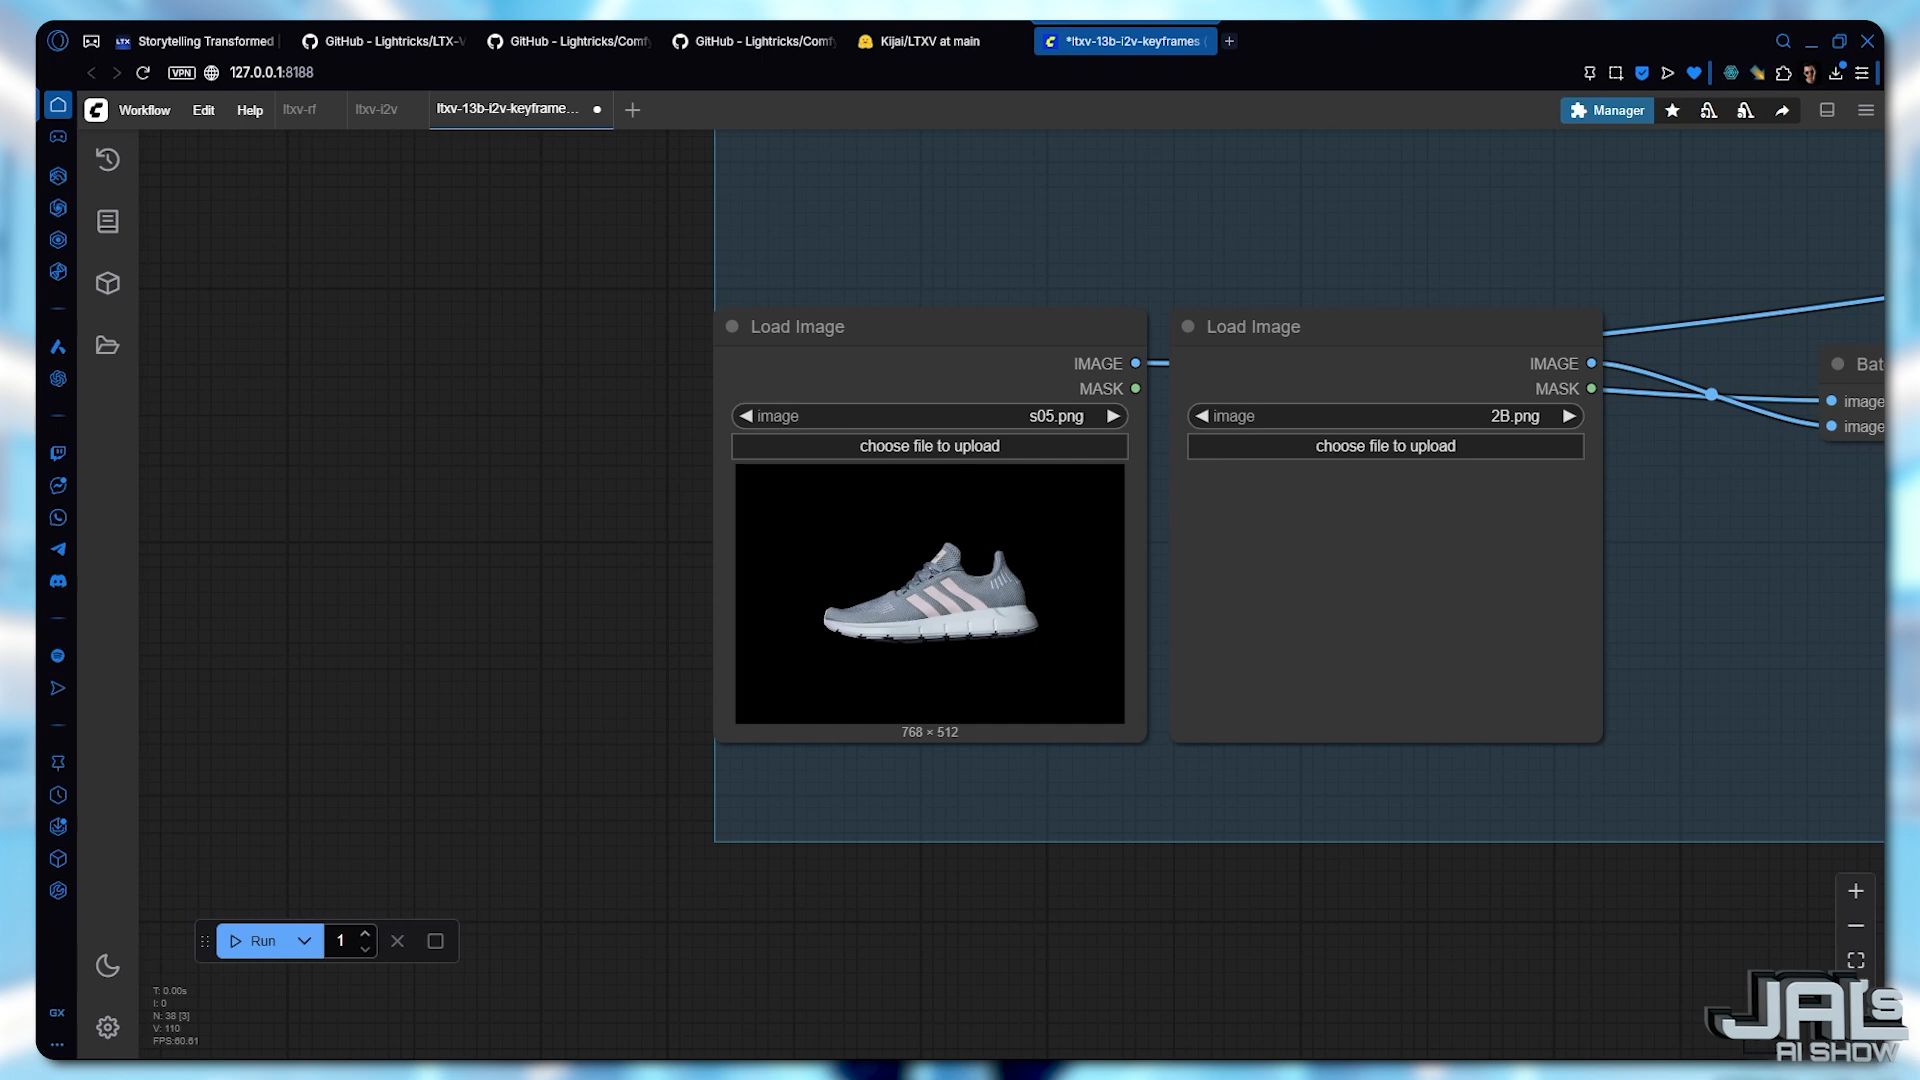 Storytelling Transformed
GitHub - Lightricks/LTX-V
GitHub - Lightricks/Comfy
GitHub - Lightricks/Comfy
Kijai/LTXV at main
*ltxv-13b-i2v-keyframes (
VPN
127.0.0.1:8188
Workflow
Edit
Help
ltxv-rf
ltxv-i2v
ltxv-13b-i2v-keyframe...
Manager
Load Image
IMAGE
MASK
image
s05.png
choose file to upload
768 × 512
Load Image
IMAGE
MASK
image
2B.png
choose file to upload
Bat
image
image
Run
1
T: 0.00s
I: 0
N: 38 [3]
V: 110
FPS:60.61
GX
JAL's
AI SHOW